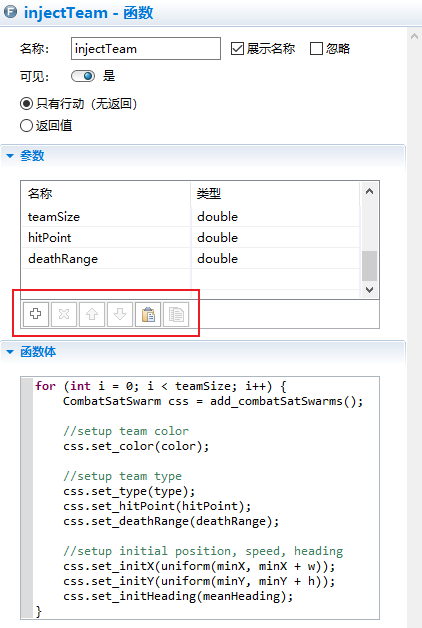 injectTeam - 函数
名称: injectTeam 展示名称 忽略
可见: 是
只有行动（无返回）
返回值
参数
名称 类型
teamSize double
hitPoint double
deathRange double
函数体
for (int i = 0; i < teamSize; i++) {
CombatSatSwarm css = add_combatSatSwarms();
//setup team color
css.set_color(color);
//setup team type
css.set_type(type);
css.set_hitPoint(hitPoint);
css.set_deathRange(deathRange);
//setup initial position, speed, heading
css.set_initX(uniform(minX, minX + w));
css.set_initY(uniform(minY, minY + h));
css.set_initHeading(meanHeading);
}